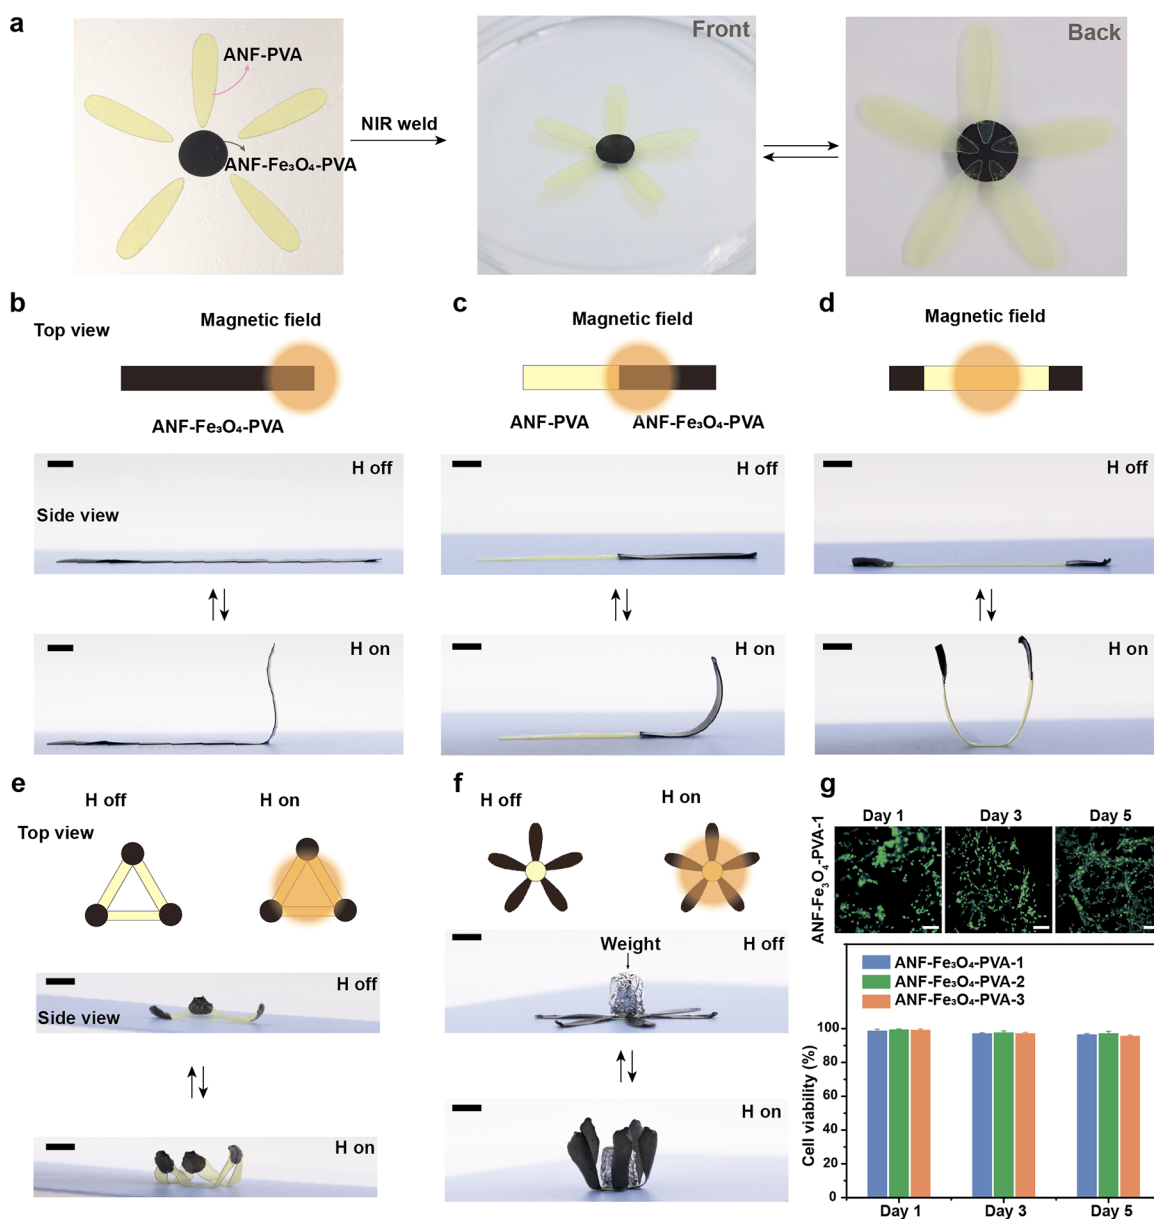 a
ANF-PVA
ANF-Fe₃O₄-PVA
NIR weld
Front
Back
b
Top view
Magnetic field
ANF-Fe₃O₄-PVA
H off
Side view
H on
c
Magnetic field
ANF-PVA
ANF-Fe₃O₄-PVA
H off
H on
d
Magnetic field
H off
H on
e
H off
H on
Top view
H off
Side view
H on
f
H off
H on
Weight
H off
H on
g
Day 1
Day 3
Day 5
ANF-Fe₃O₄-PVA-1
ANF-Fe₃O₄-PVA-1
ANF-Fe₃O₄-PVA-2
ANF-Fe₃O₄-PVA-3
Cell viability (%)
100
80
60
40
20
0
Day 1
Day 3
Day 5